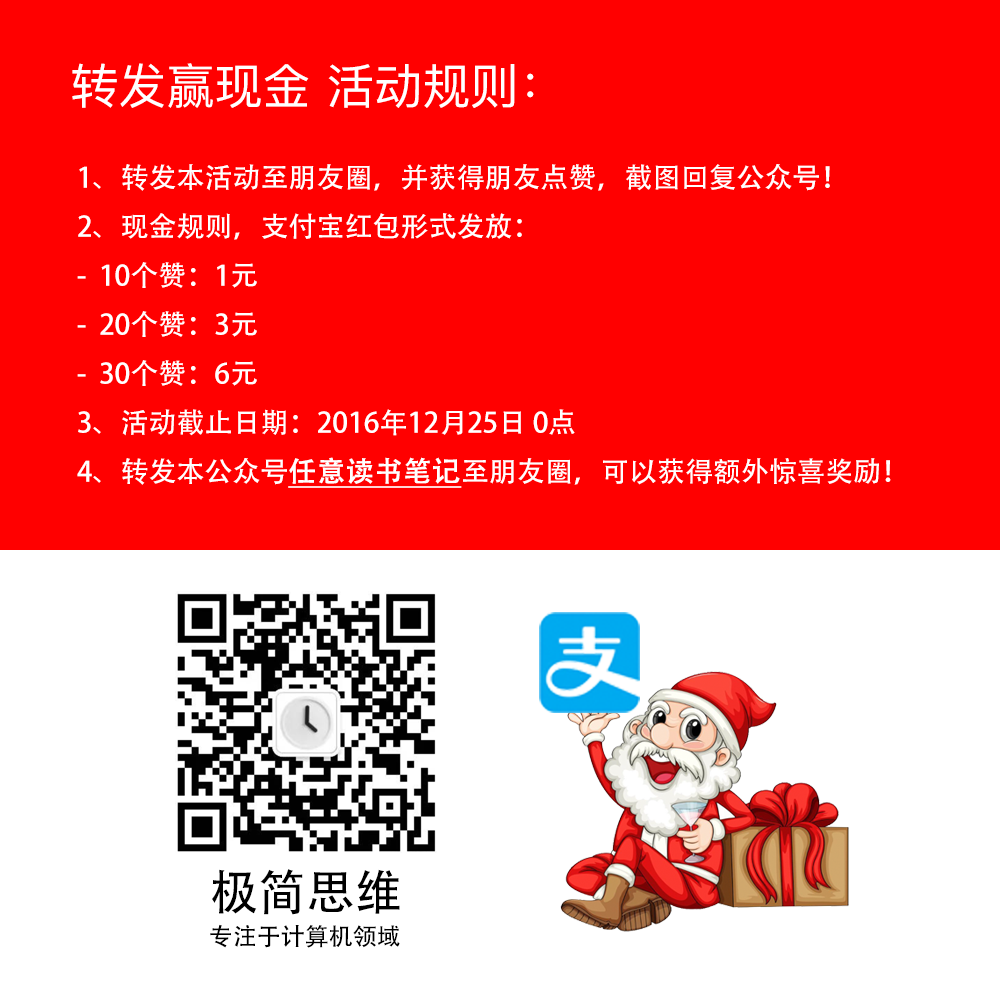 转发赢现金 活动规则：
1、转发本活动至朋友圈，并获得朋友点赞，截图回复公众号！
2、现金规则，支付宝红包形式发放：
- 10个赞：1元
- 20个赞：3元
- 30个赞：6元
3、活动截止日期：2016年12月25日 0点
4、转发本公众号任意读书笔记至朋友圈，可以获得额外惊喜奖励！
支
极简思维
专注于计算机领域